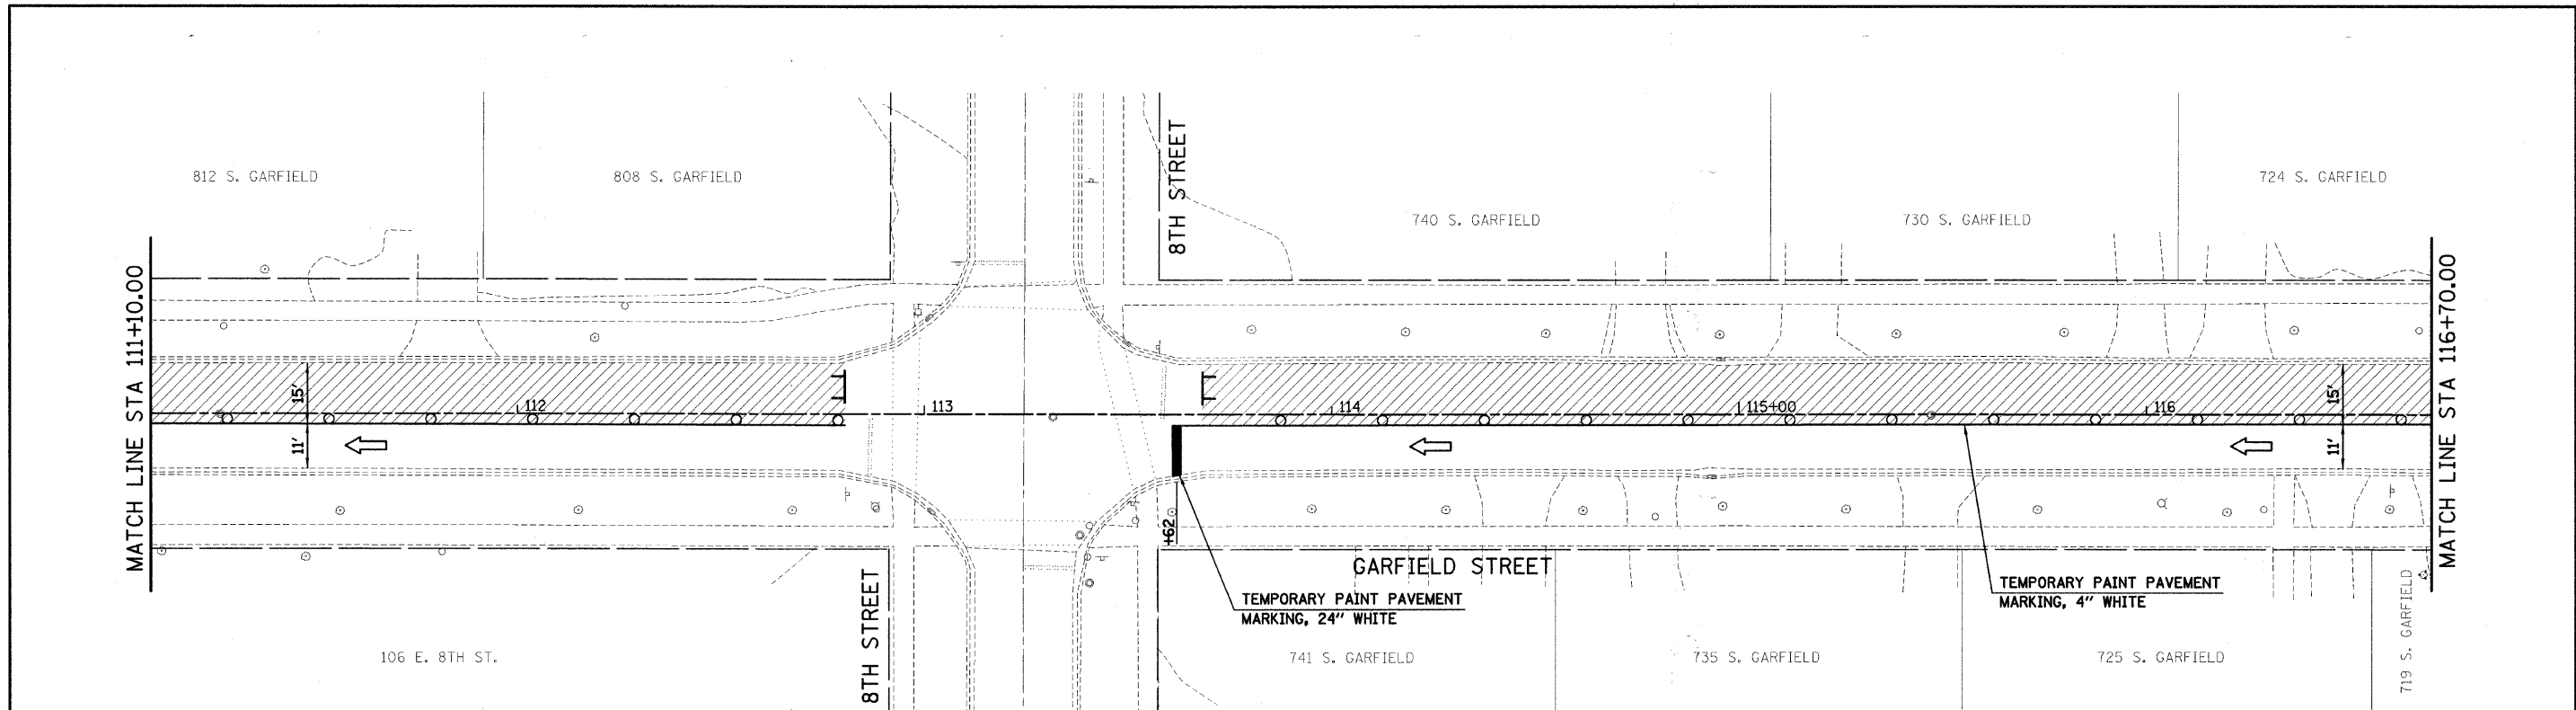 812 S. GARFIELD
808 S. GARFIELD
8TH STREET
740 S. GARFIELD
730 S. GARFIELD
724 S. GARFIELD
MATCH LINE STA 111+10.00
MATCH LINE STA 116+70.00
15'
112
113
114
115+00
116
15'
11'
11'
+62
GARFIELD STREET
TEMPORARY PAINT PAVEMENT
MARKING, 24" WHITE
TEMPORARY PAINT PAVEMENT
MARKING, 4" WHITE
8TH STREET
106 E. 8TH ST.
741 S. GARFIELD
735 S. GARFIELD
725 S. GARFIELD
719 S. GARFIELD